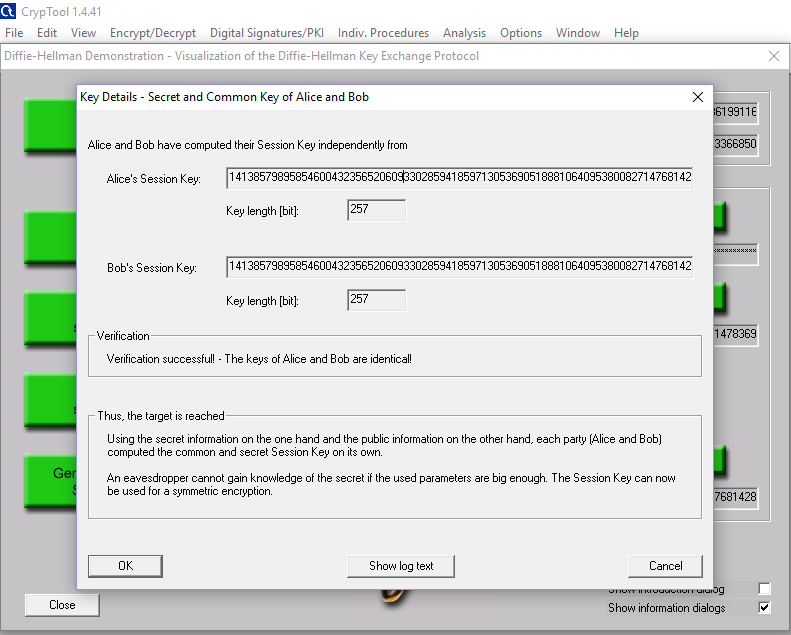 CrypTool 1.4.41
File Edit View Encrypt/Decrypt Digital Signatures/PKI Indiv. Procedures Analysis Options Window Help
Diffie-Hellman Demonstration - Visualization of the Diffie-Hellman Key Exchange Protocol
Key Details - Secret and Common Key of Alice and Bob
36199116
Alice and Bob have computed their Session Key independently from
3366850
Alice's Session Key: 14138579895854600432356520609330285941859713053690518881064095380082714768142
Key length [bit]: 257
xxxxxxxxxx
Bob's Session Key: 14138579895854600432356520609330285941859713053690518881064095380082714768142
Key length [bit]: 257
1478369
Verification
Verification successful! - The keys of Alice and Bob are identical!
Thus, the target is reached
Using the secret information on the one hand and the public information on the other hand, each party (Alice and Bob)
computed the common and secret Session Key on its own.
Ger
An eavesdropper cannot gain knowledge of the secret if the used parameters are big enough. The Session Key can now
be used for a symmetric encryption.
7681428
OK Show log text Cancel
Show introduction dialog
Close
Show information dialogs